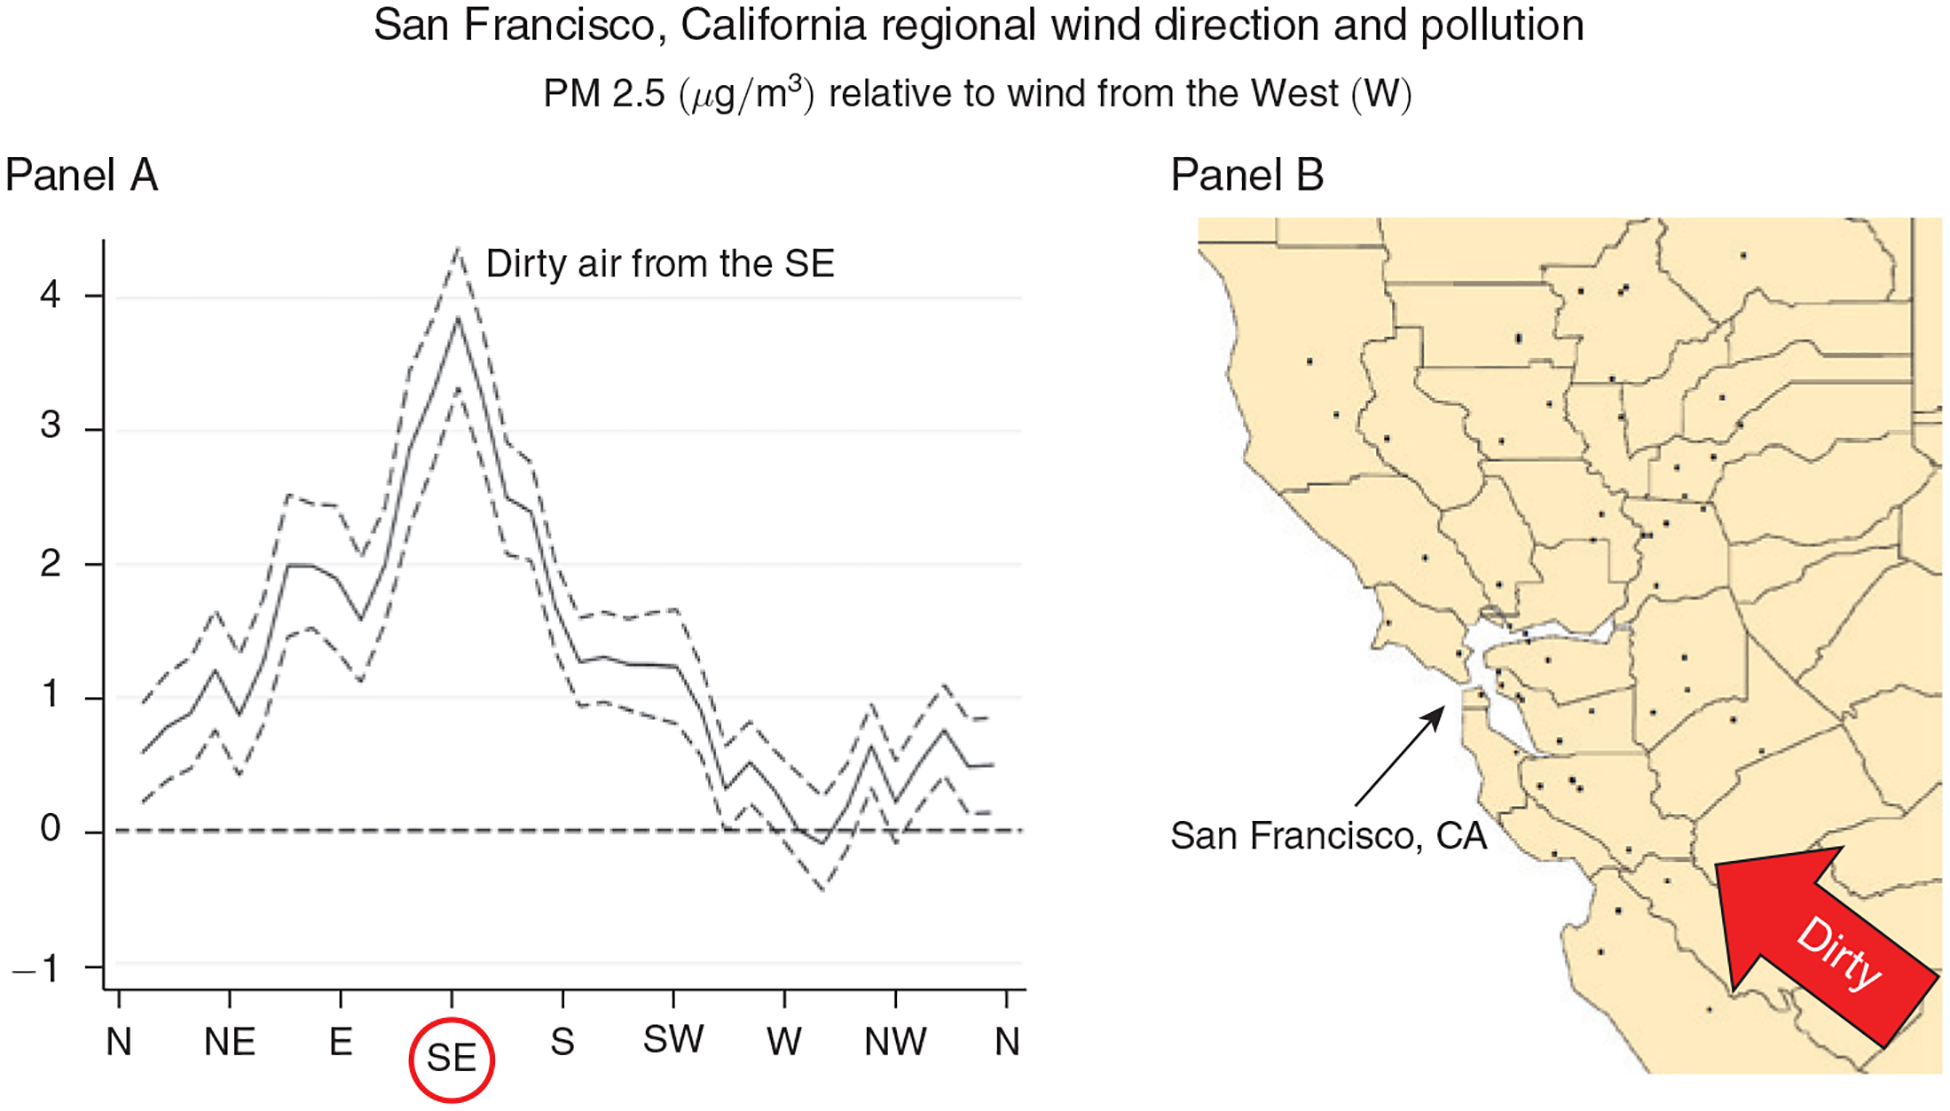 San Francisco, California regional wind direction and pollution
PM 2.5 (μg/m³) relative to wind from the West (W)
Panel A
Dirty air from the SE
4
3
2
1
0
−1
N NE E SE S SW W NW N
Panel B
San Francisco, CA
Dirty